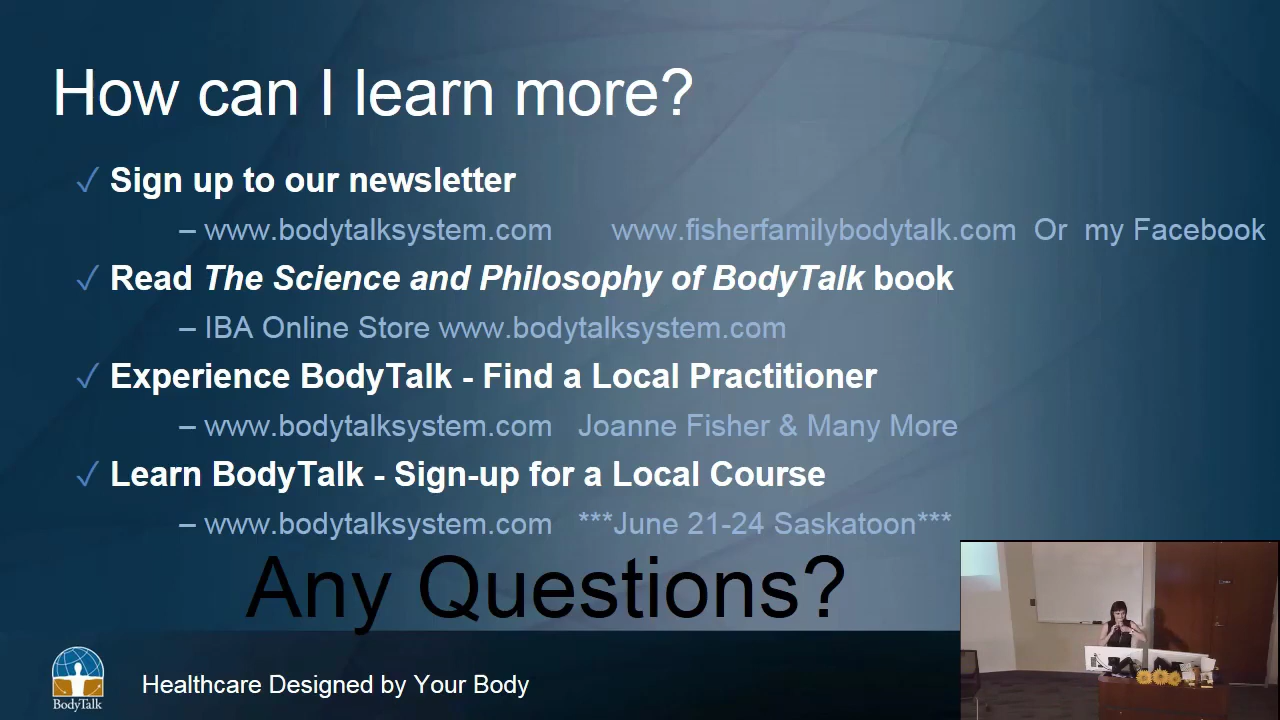 How can I learn more?
✓ Sign up to our newsletter
– www.bodytalksystem.com www.fisherfamilybodytalk.com Or my Facebook
✓ Read The Science and Philosophy of BodyTalk book
– IBA Online Store www.bodytalksystem.com
✓ Experience BodyTalk - Find a Local Practitioner
– www.bodytalksystem.com Joanne Fisher & Many More
✓ Learn BodyTalk - Sign-up for a Local Course
– www.bodytalksystem.com ***June 21-24 Saskatoon***
Any Questions?
BodyTalk
Healthcare Designed by Your Body